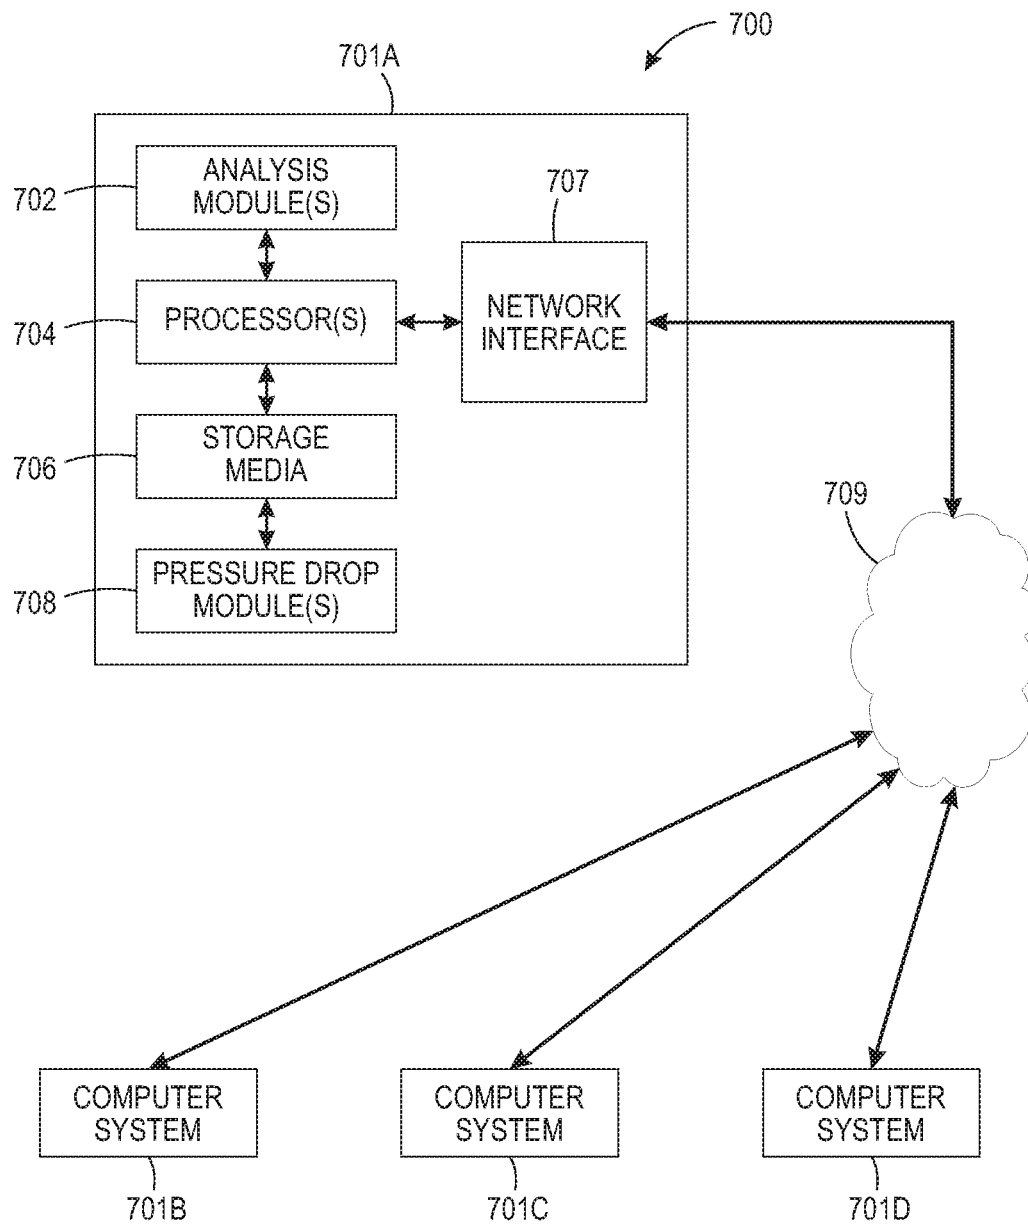 700
701A
702
ANALYSIS
MODULE(S)
707
704
PROCESSOR(S)
NETWORK
INTERFACE
706
STORAGE
MEDIA
709
708
PRESSURE DROP
MODULE(S)
COMPUTER
SYSTEM
COMPUTER
SYSTEM
COMPUTER
SYSTEM
701B
701C
701D